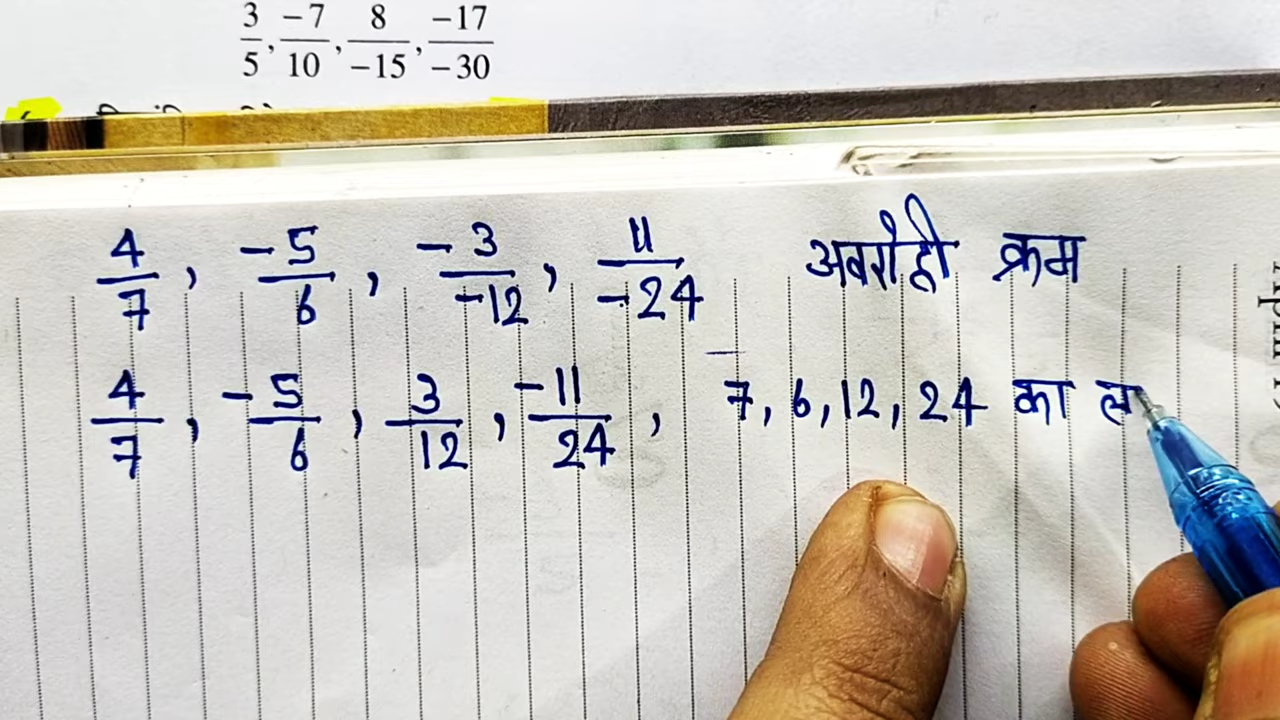 3/5, -7/10, 8/-15, -17/-30
4/7, -5/6, -3/-12, 11/-24 अवरोही क्रम
4/7, -5/6, 3/12, -11/24, 7, 6, 12, 24 का ल